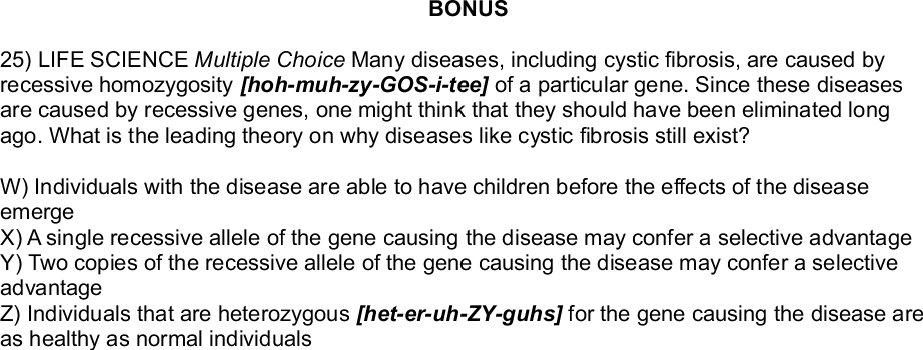 BONUS
25) LIFE SCIENCE Multiple Choice Many diseases, including cystic fibrosis, are caused by
recessive homozygosity [hoh-muh-zy-GOS-i-tee] of a particular gene. Since these diseases
are caused by recessive genes, one might think that they should have been eliminated long
ago. What is the leading theory on why diseases like cystic fibrosis still exist?
W) Individuals with the disease are able to have children before the effects of the disease
emerge
X) A single recessive allele of the gene causing the disease may confer a selective advantage
Y) Two copies of the recessive allele of the gene causing the disease may confer a selective
advantage
Z) Individuals that are heterozygous [het-er-uh-ZY-guhs] for the gene causing the disease are
as healthy as normal individuals